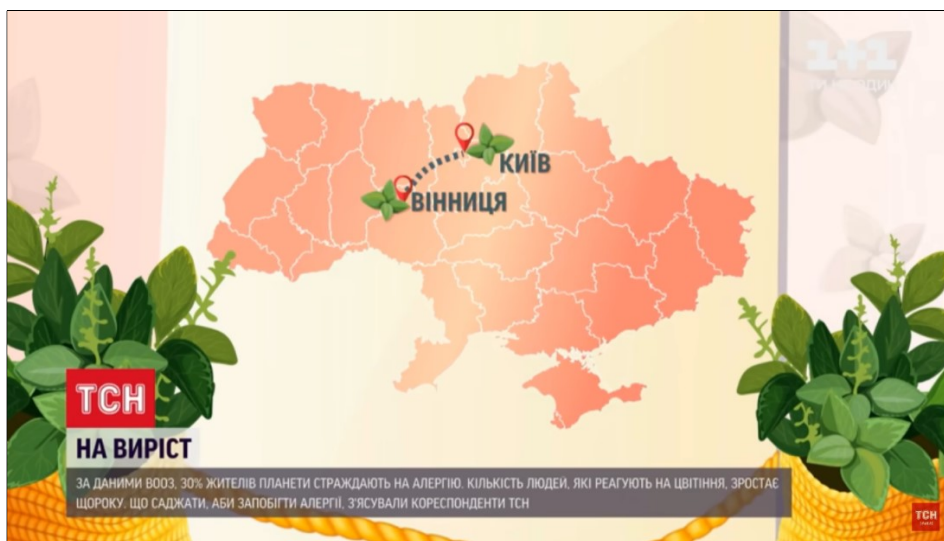 1+1
КИЇВ
ВІННИЦЯ
ТСН
НА ВИРІСТ
ЗА ДАНИМИ ВООЗ, 30% ЖИТЕЛІВ ПЛАНЕТИ СТРАЖДАЮТЬ НА АЛЕРГІЮ. КІЛЬКІСТЬ ЛЮДЕЙ, ЯКІ РЕАГУЮТЬ НА ЦВІТІННЯ, ЗРОСТАЄ
ЩОРОКУ. ЩО САДЖАТИ, АБИ ЗАПОБІГТИ АЛЕРГІЇ, З'ЯСУВАЛИ КОРЕСПОНДЕНТИ ТСН
ТСН